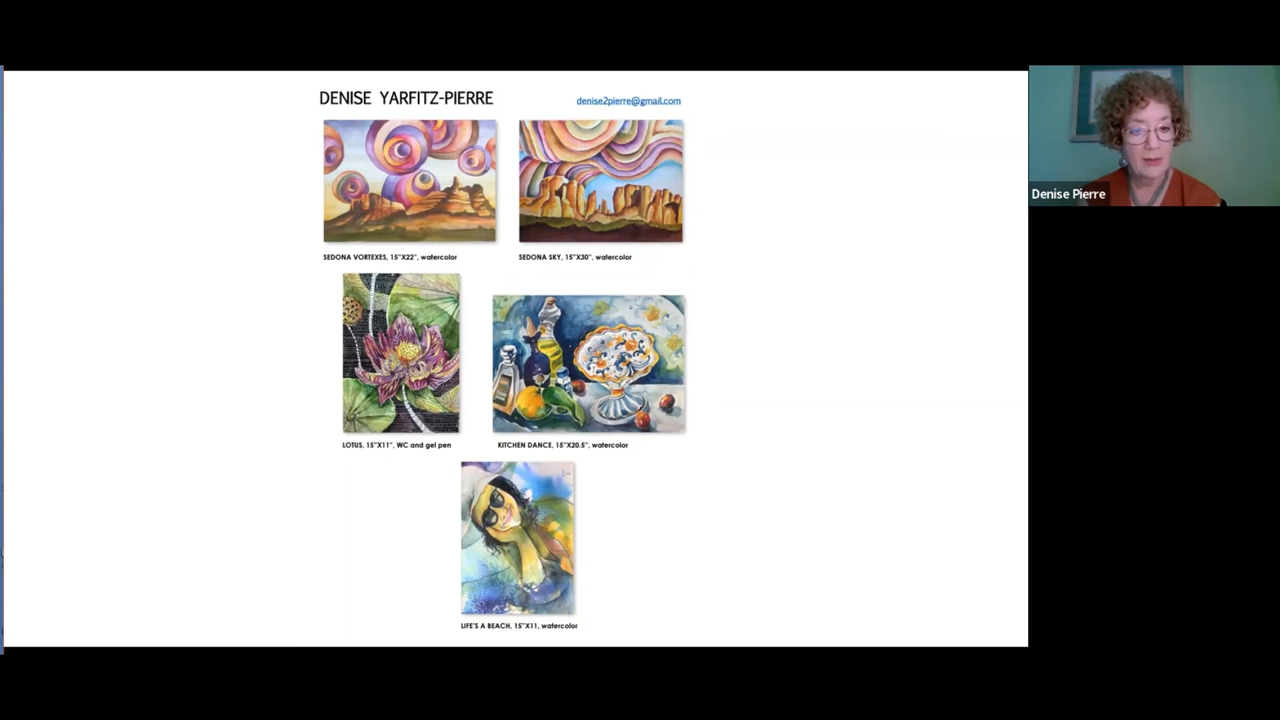 DENISE YARFITZ-PIERRE denise2pierre@gmail.com
Denise Pierre
SEDONA VORTEXES, 15"X22", watercolor SEDONA SKY, 15"X30", watercolor
LOTUS, 15"X11", WC and gel pen KITCHEN DANCE, 15"X20.5", watercolor
LIFE'S A BEACH, 15"X11, watercolor